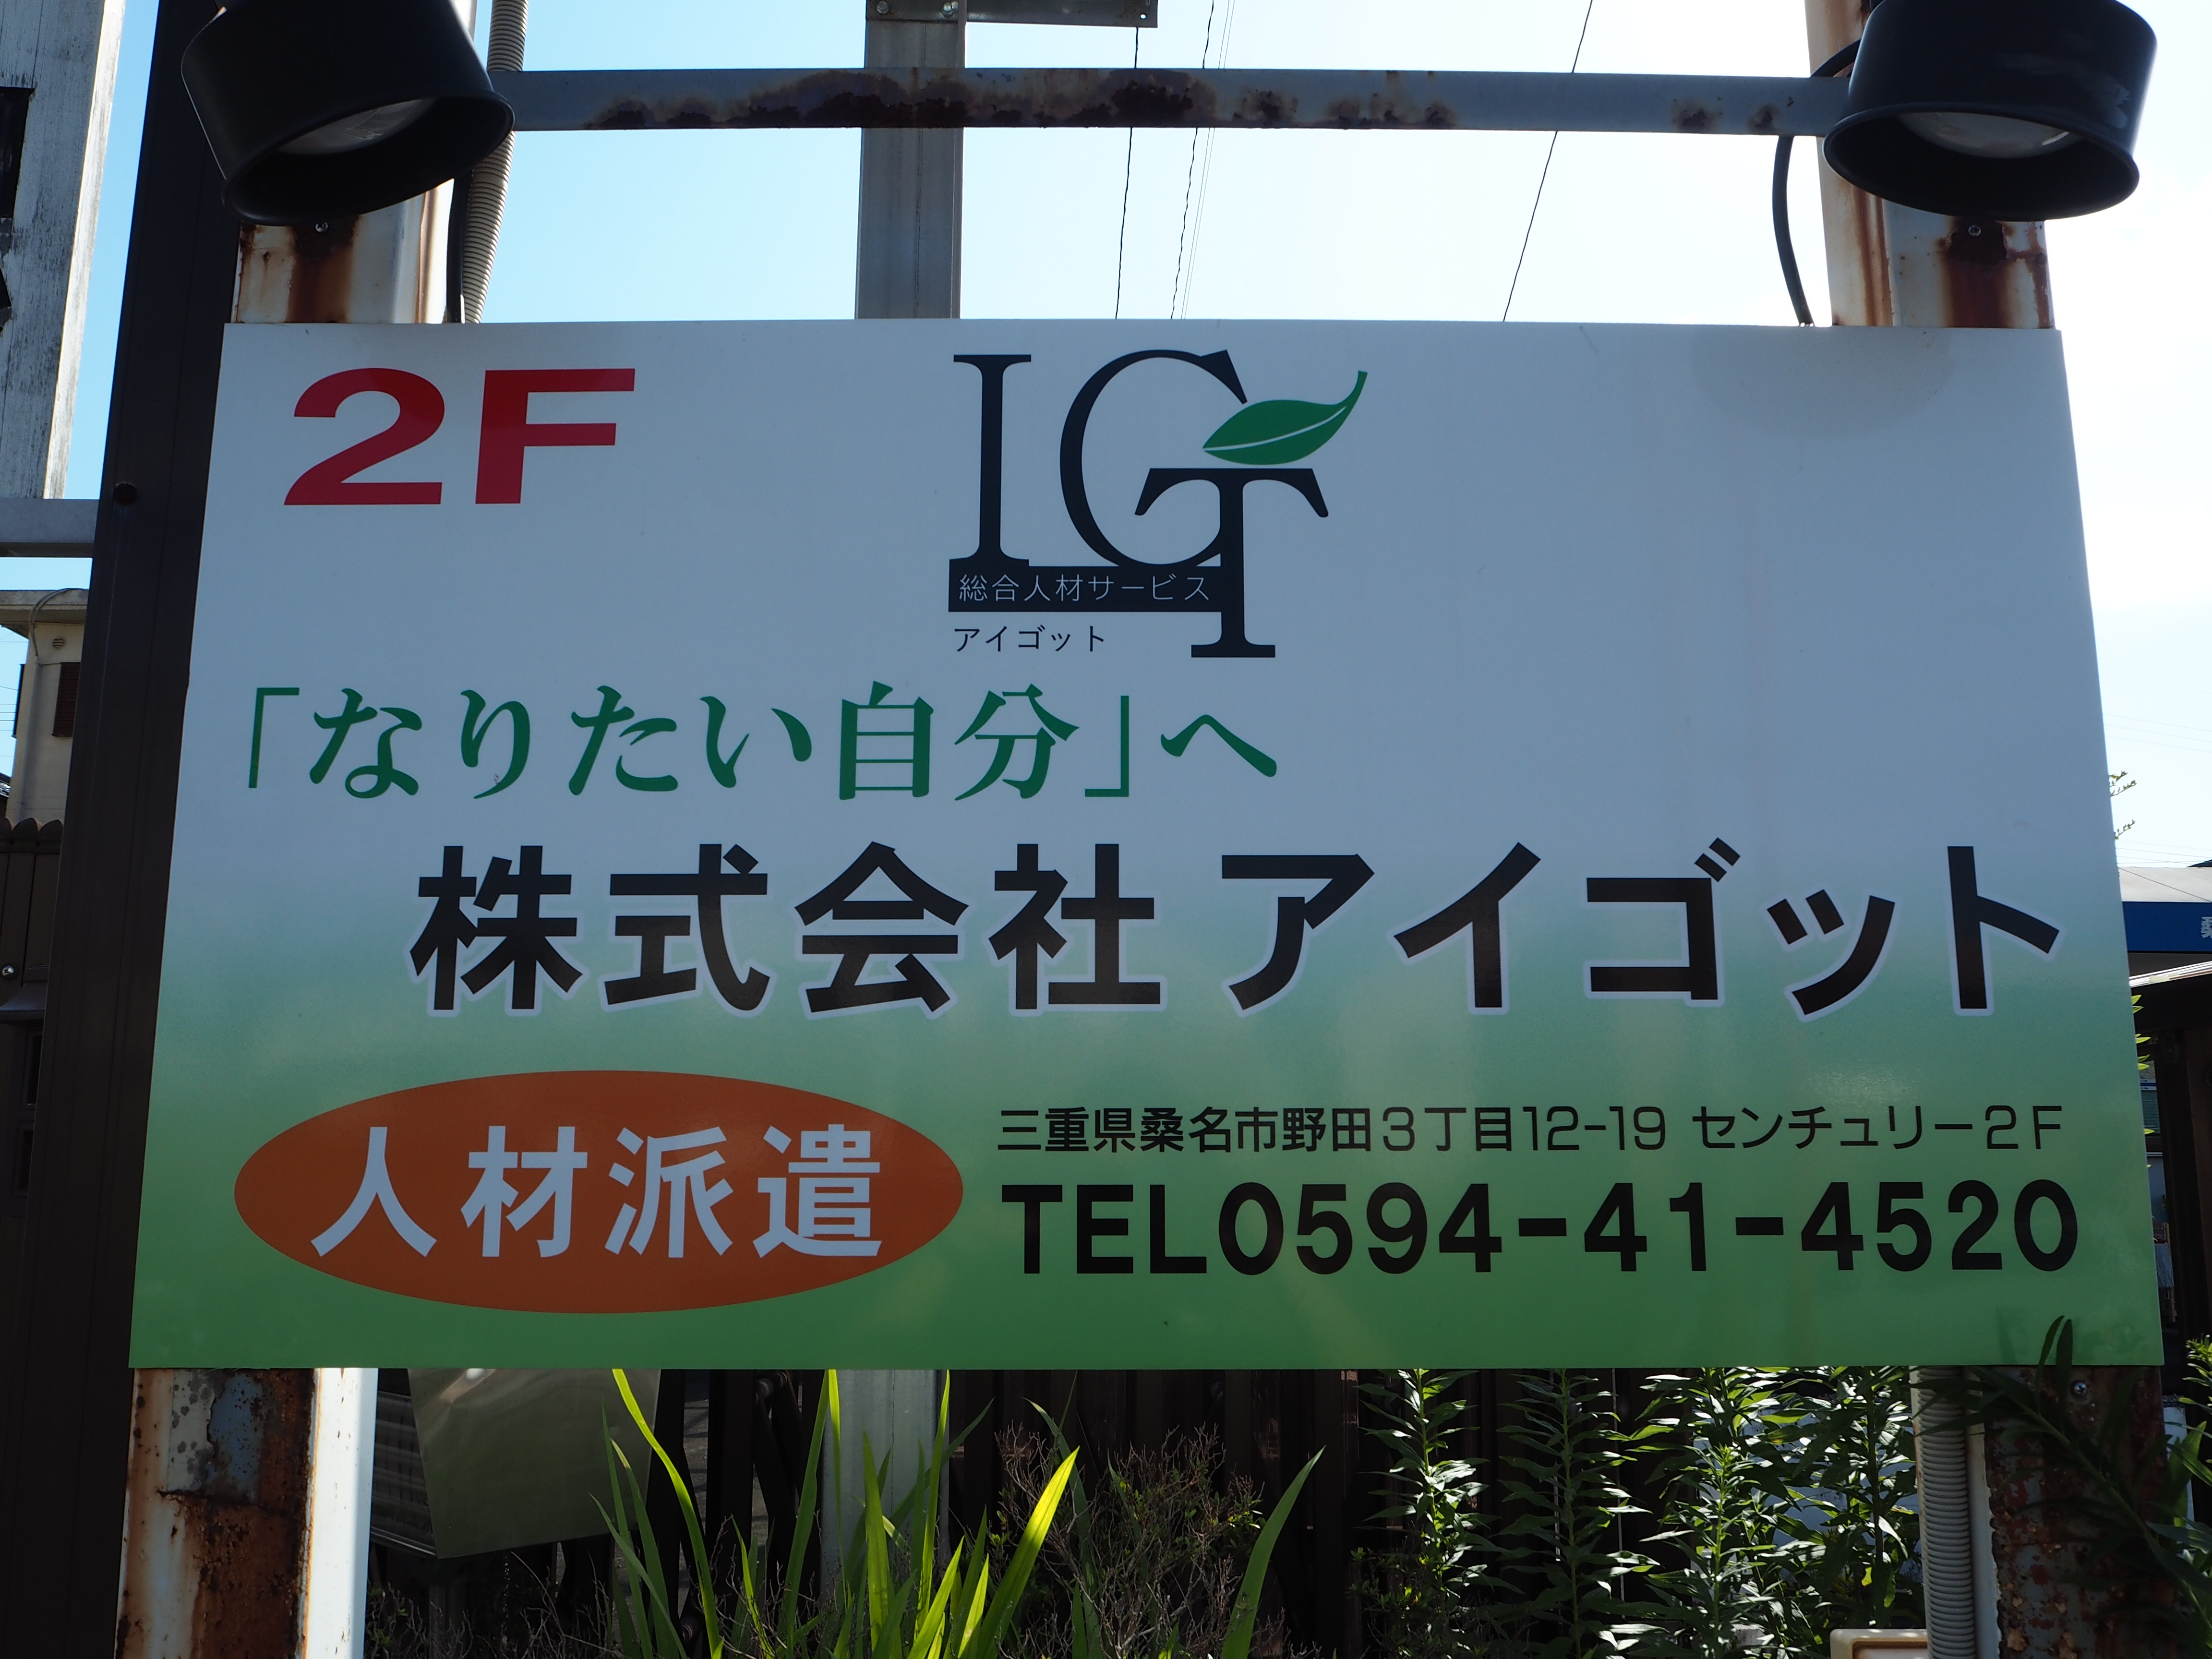 2F
IGT
総合人材サービス
アイゴット
「なりたい自分」へ
株式会社アイゴット
人材派遣
三重県桑名市野田3丁目12-19 センチュリー2F
TEL0594-41-4520